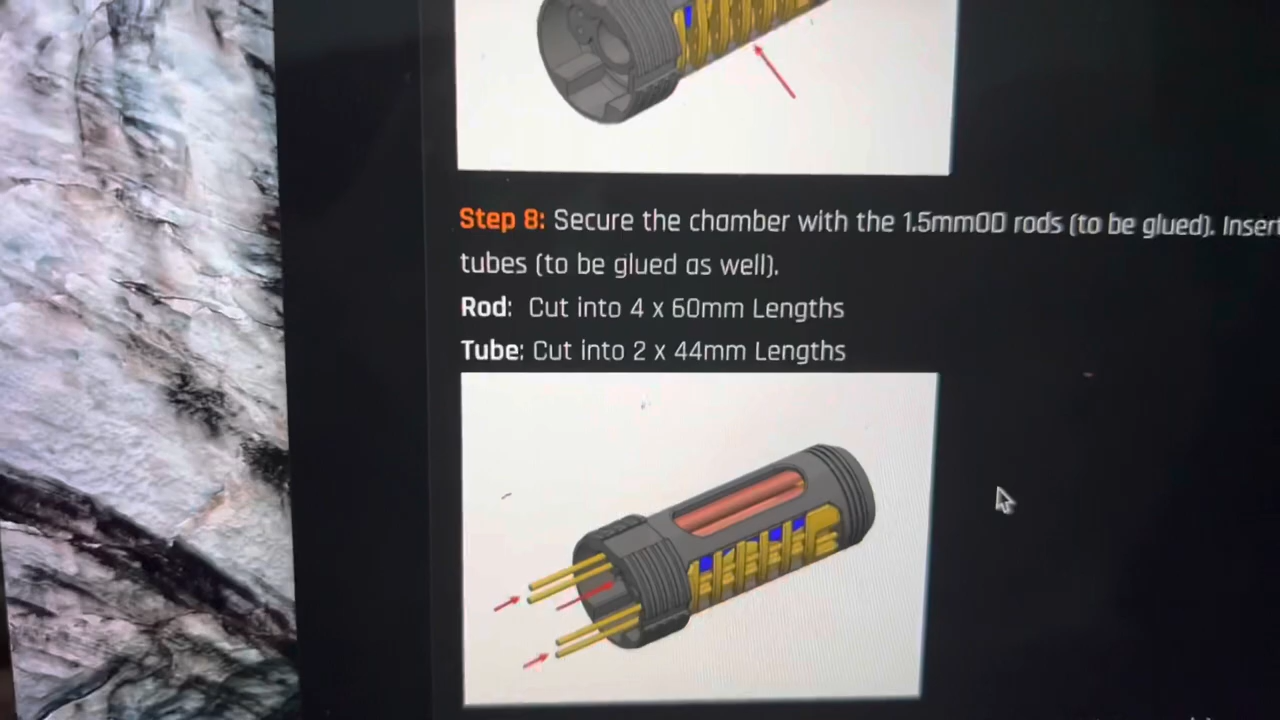 Step 8: Secure the chamber with the 1.5mmOD rods (to be glued). Insert
tubes (to be glued as well).
Rod: Cut into 4 x 60mm Lengths
Tube: Cut into 2 x 44mm Lengths